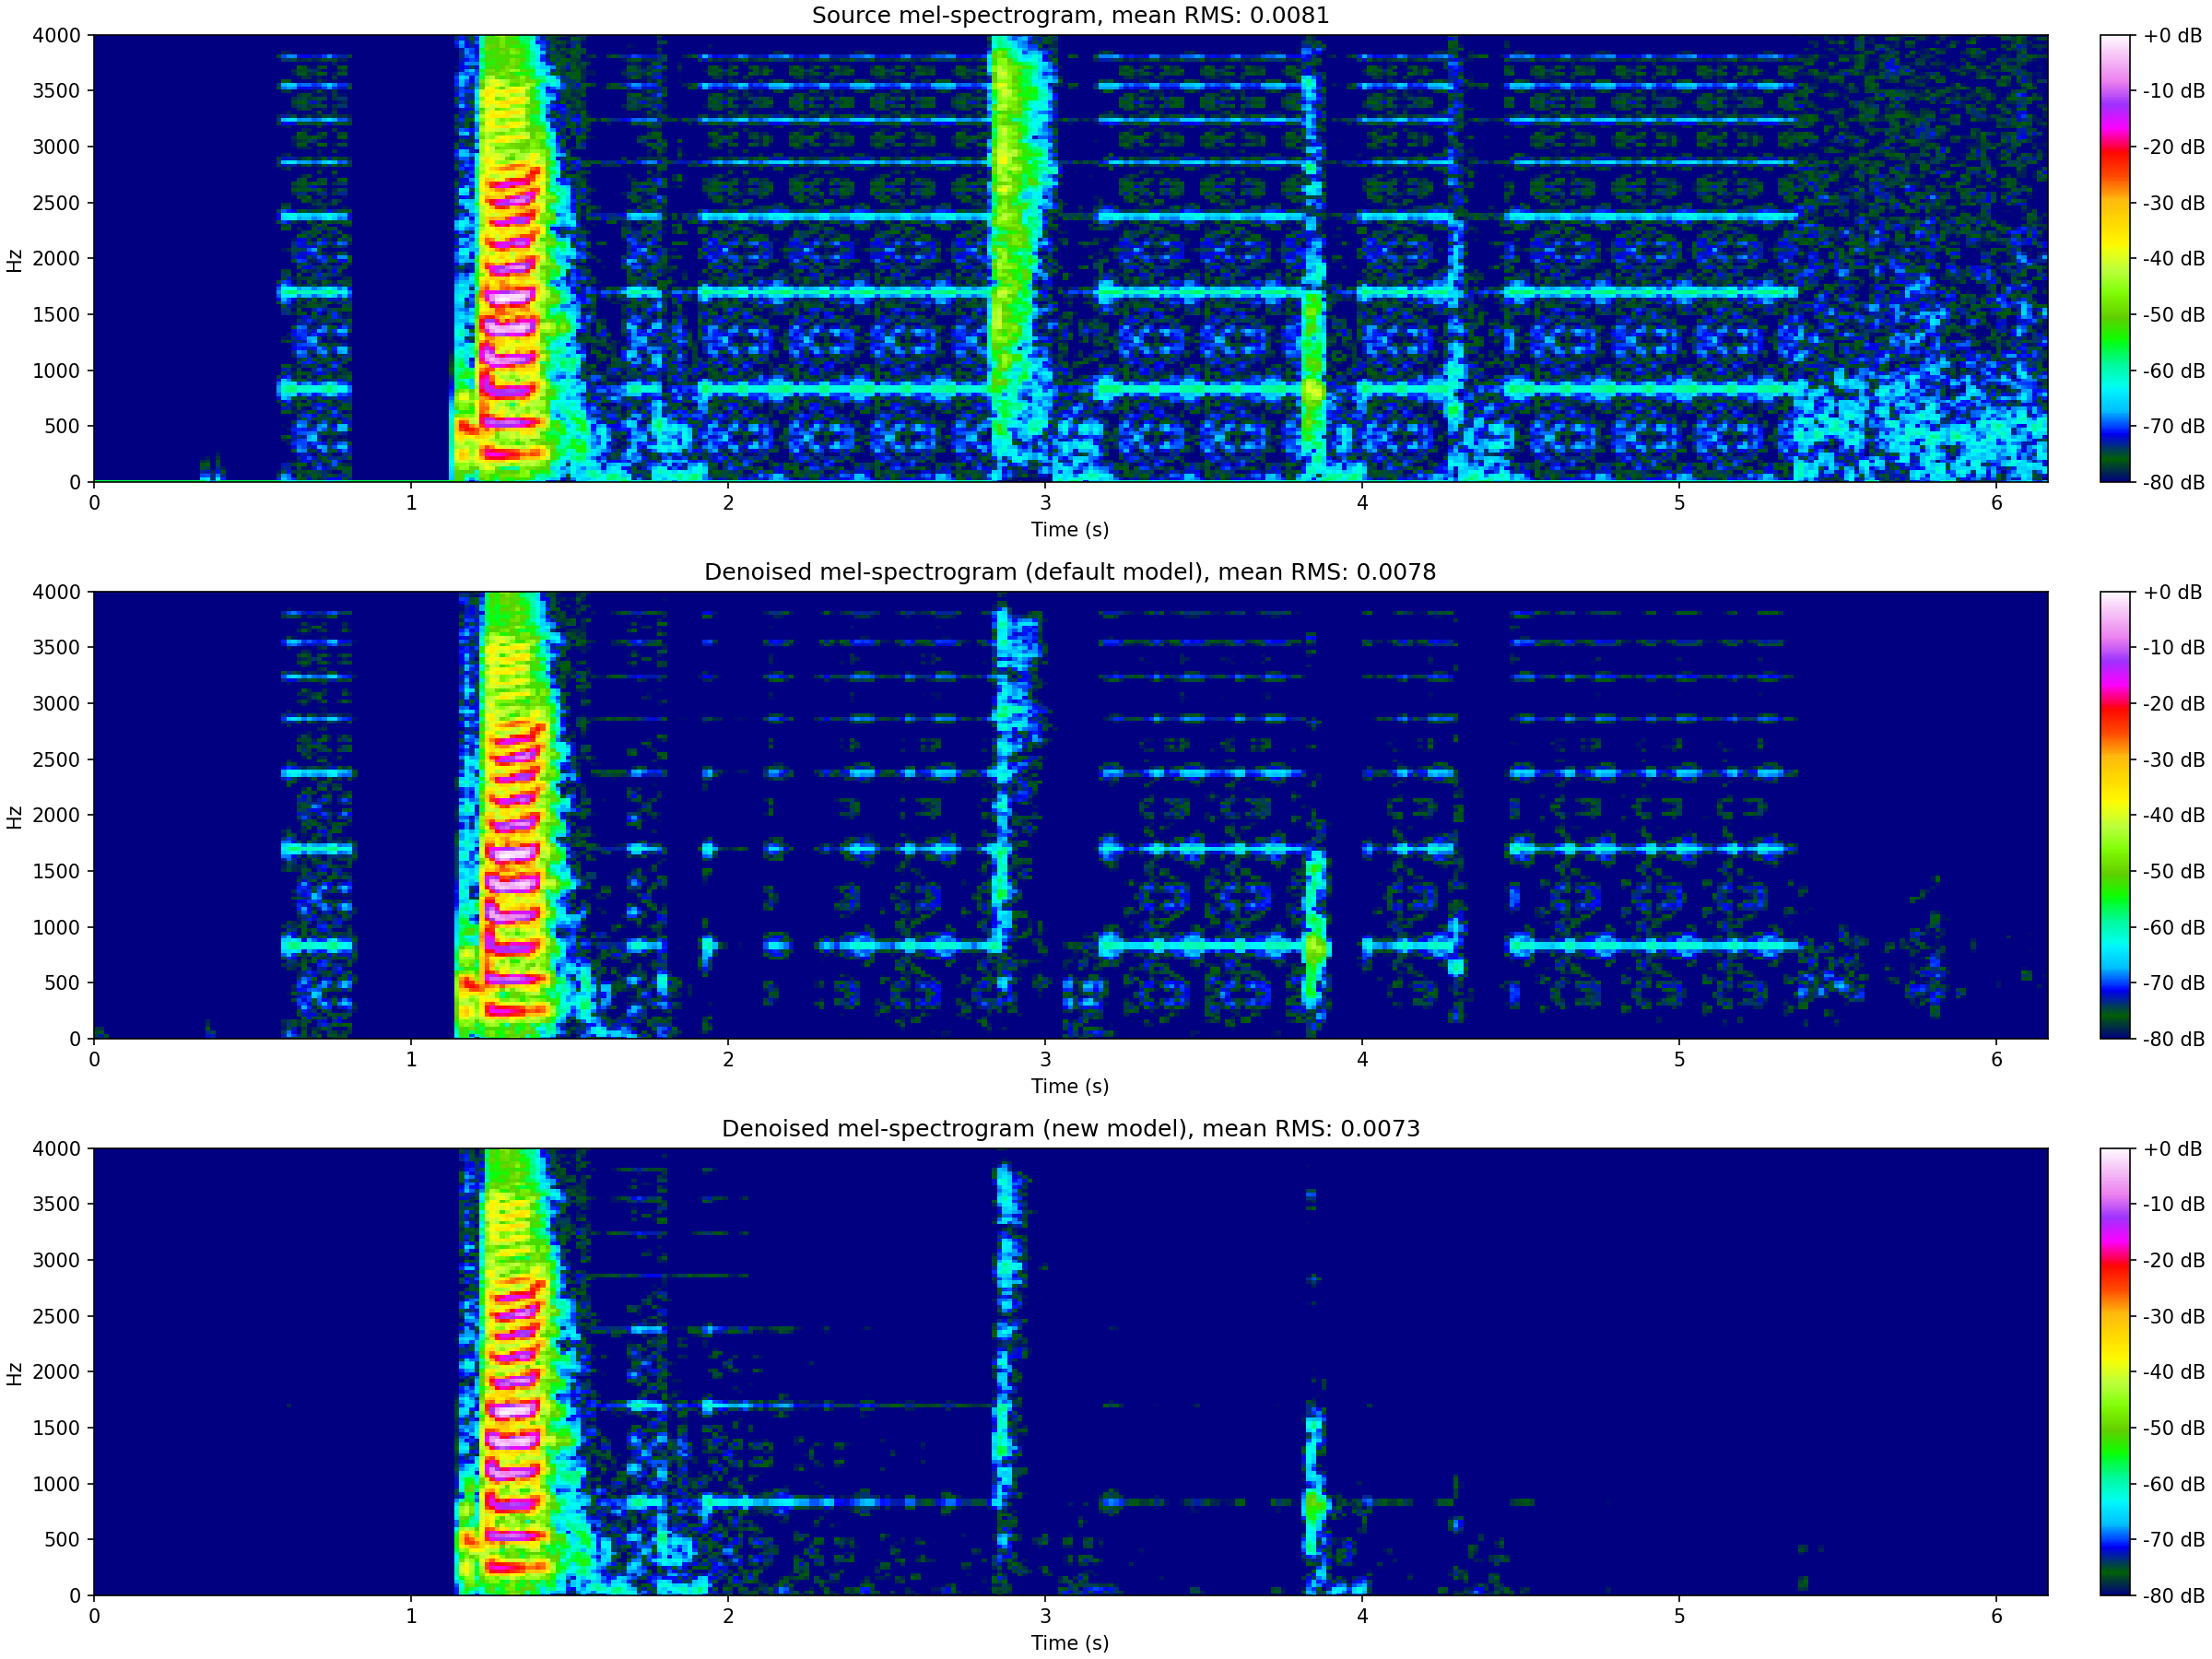 Source mel-spectrogram, mean RMS: 0.0081
4000
3500
3000
2500
2000
1500
1000
500
0
Hz
0 1 2 3 4 5 6
Time (s)
+0 dB
-10 dB
-20 dB
-30 dB
-40 dB
-50 dB
-60 dB
-70 dB
-80 dB
Denoised mel-spectrogram (default model), mean RMS: 0.0078
4000
3500
3000
2500
2000
1500
1000
500
0
Hz
0 1 2 3 4 5 6
Time (s)
+0 dB
-10 dB
-20 dB
-30 dB
-40 dB
-50 dB
-60 dB
-70 dB
-80 dB
Denoised mel-spectrogram (new model), mean RMS: 0.0073
4000
3500
3000
2500
2000
1500
1000
500
0
Hz
0 1 2 3 4 5 6
Time (s)
+0 dB
-10 dB
-20 dB
-30 dB
-40 dB
-50 dB
-60 dB
-70 dB
-80 dB